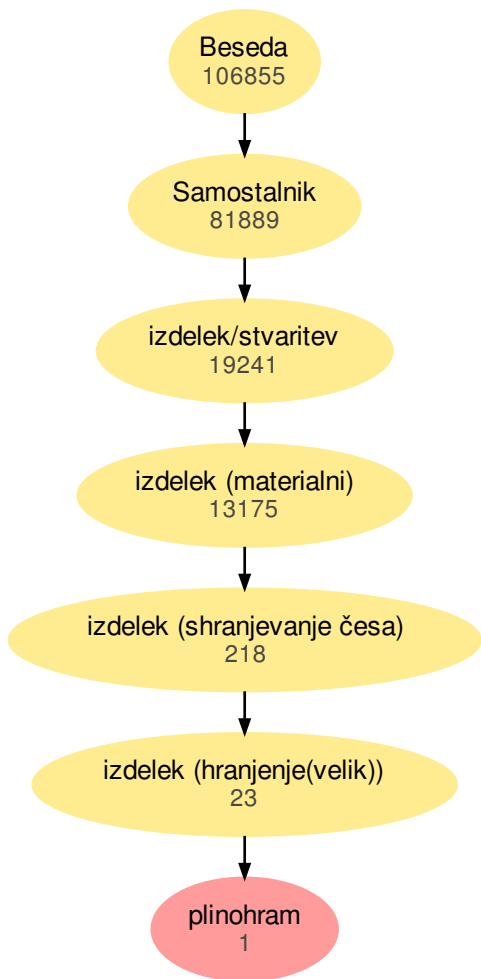 Beseda
106855
Samostalnik
81889
izdelek/stvaritev
19241
izdelek (materialni)
13175
izdelek (shranjevanje česa)
218
izdelek (hranjenje(velik))
23
plinohram
1